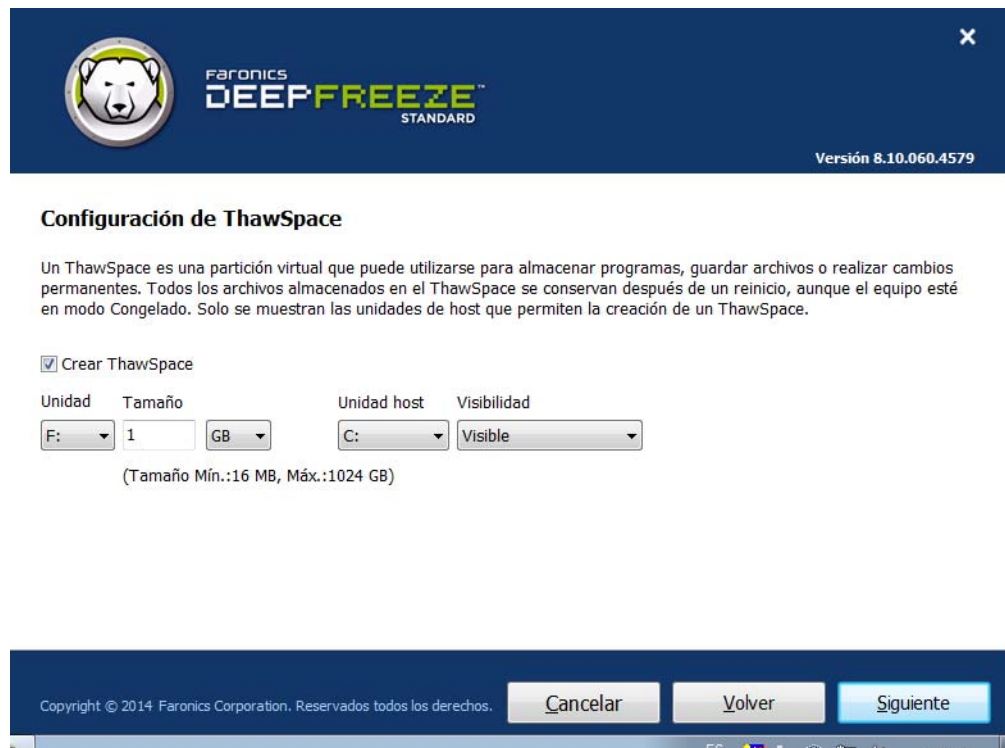 Faronics
DEEPFREEZE™
STANDARD
Versión 8.10.060.4579
Configuración de ThawSpace
Un ThawSpace es una partición virtual que puede utilizarse para almacenar programas, guardar archivos o realizar cambios
permanentes. Todos los archivos almacenados en el ThawSpace se conservan después de un reinicio, aunque el equipo esté
en modo Congelado. Solo se muestran las unidades de host que permiten la creación de un ThawSpace.
Crear ThawSpace
Unidad Tamaño Unidad host Visibilidad
F: 1 GB C: Visible
(Tamaño Mín.:16 MB, Máx.:1024 GB)
Copyright © 2014 Faronics Corporation. Reservados todos los derechos. Cancelar Volver Siguiente